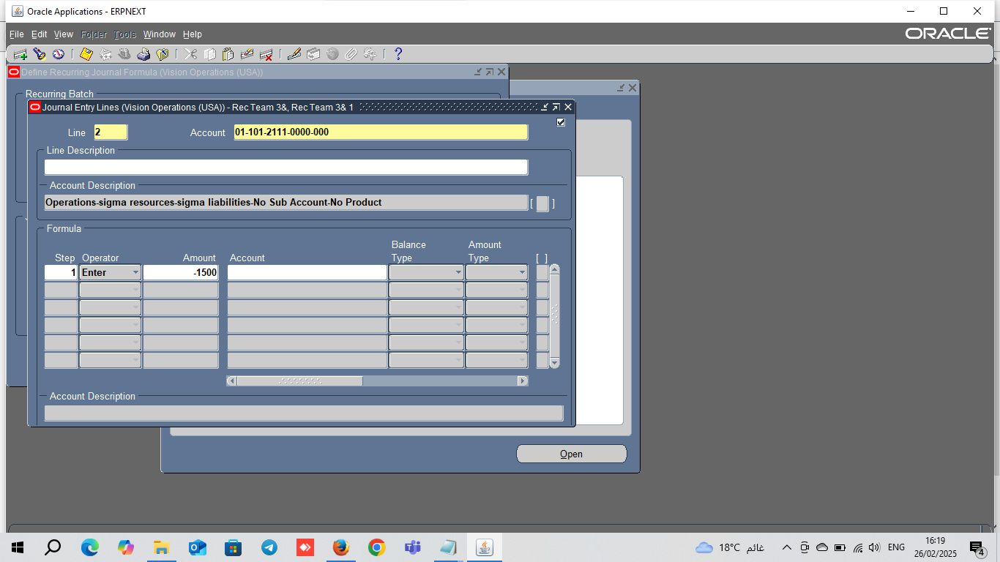 Oracle Applications - ERPNEXT
File Edit View Folder Tools Window Help
ORACLE
Define Recurring Journal Formula (Vision Operations (USA))
Recurring Batch
Journal Entry Lines (Vision Operations (USA)) - Rec Team 3&, Rec Team 3& 1
Line 2 Account 01-101-2111-0000-000
Line Description
Account Description
Operations-sigma resources-sigma liabilities-No Sub Account-No Product [ ]
Formula
Balance Amount
Step Operator Amount Account Type Type [ ]
1 Enter -1500
Account Description
Open
18°C غائم ENG 16:19
26/02/2025
4